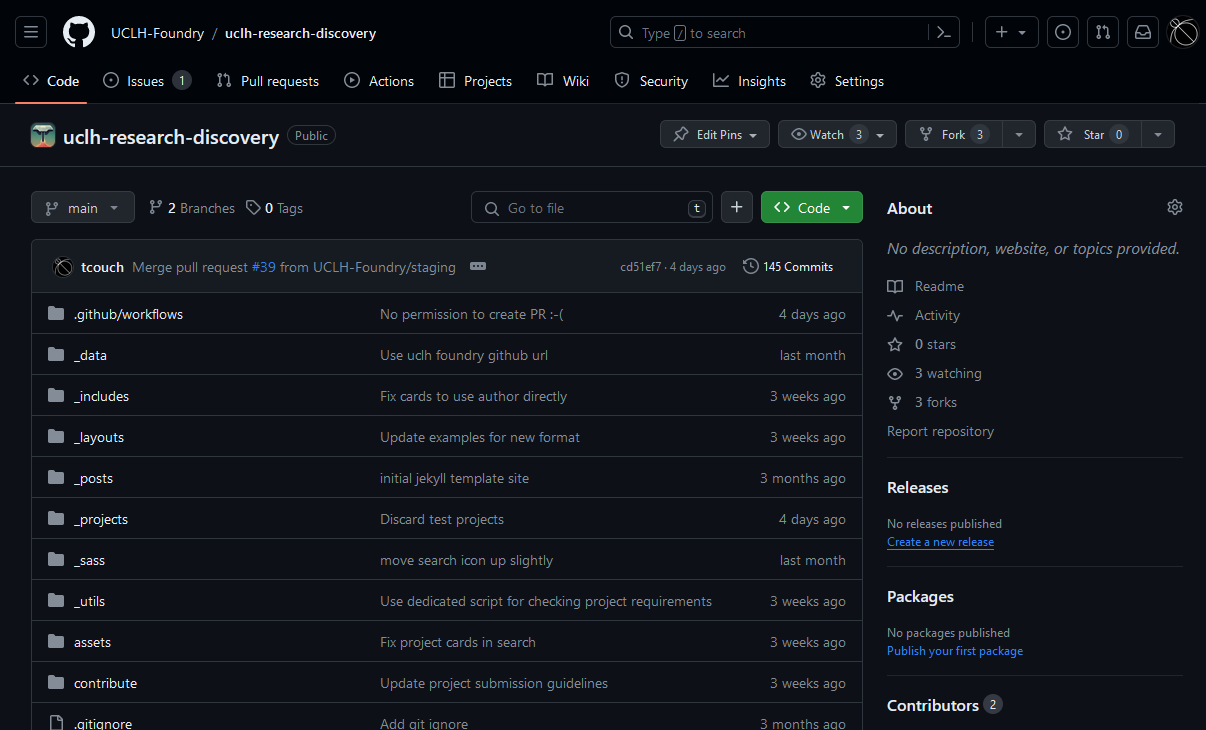 UCLH-Foundry / uclh-research-discovery
Type / to search
Code Issues 1 Pull requests Actions Projects Wiki Security Insights Settings
uclh-research-discovery Public
Edit Pins Watch 3 Fork 3 Star 0
main 2 Branches 0 Tags Go to file t + Code
tcouch Merge pull request #39 from UCLH-Foundry/staging cd51ef7 · 4 days ago 145 Commits
.github/workflows No permission to create PR :-( 4 days ago
_data Use uclh foundry github url last month
_includes Fix cards to use author directly 3 weeks ago
_layouts Update examples for new format 3 weeks ago
_posts initial jekyll template site 3 months ago
_projects Discard test projects 4 days ago
_sass move search icon up slightly last month
_utils Use dedicated script for checking project requirements 3 weeks ago
assets Fix project cards in search 3 weeks ago
contribute Update project submission guidelines 3 weeks ago
.gitignore Add git ignore 3 months ago
About
No description, website, or topics provided.
Readme
Activity
0 stars
3 watching
3 forks
Report repository
Releases
No releases published
Create a new release
Packages
No packages published
Publish your first package
Contributors 2